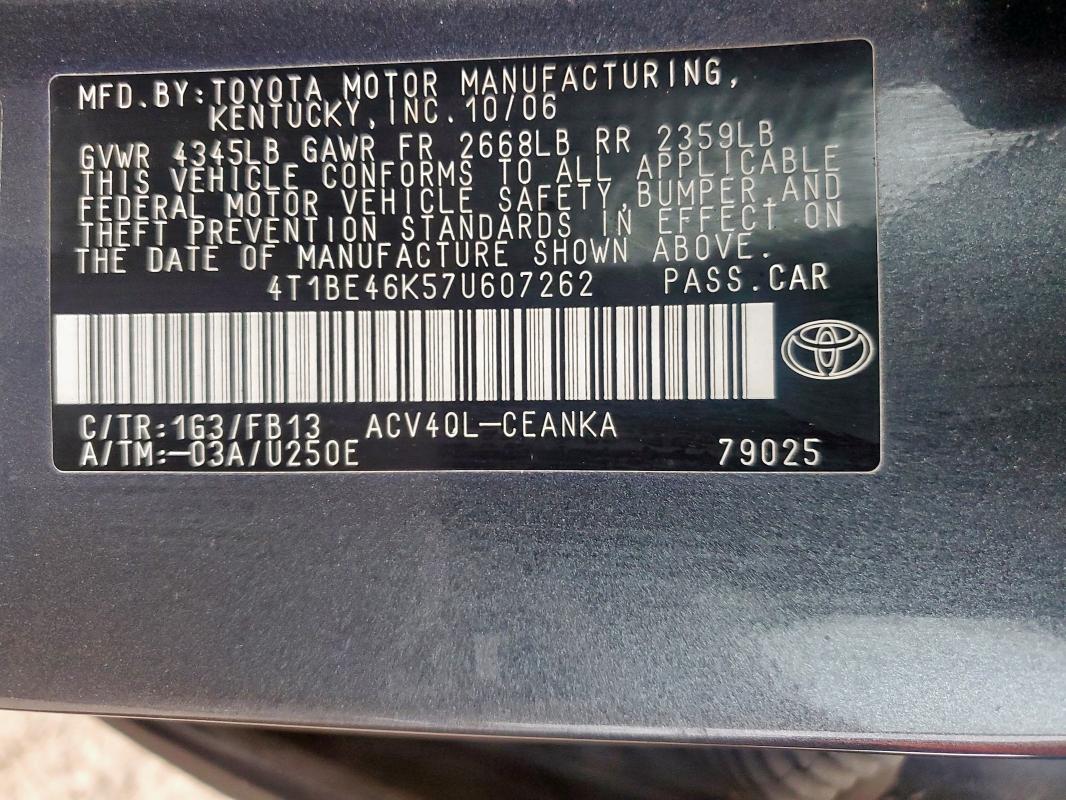 MFD.BY:TOYOTA MOTOR MANUFACTURING,
KENTUCKY,INC.10/06
GVWR 4345LB GAWR FR 2668LB RR 2359LB
THIS VEHICLE CONFORMS TO ALL APPLICABLE
FEDERAL MOTOR VEHICLE SAFETY,BUMPER,AND
THEFT PREVENTION STANDARDS IN EFFECT ON
THE DATE OF MANUFACTURE SHOWN ABOVE.
4T1BE46K57U607262 PASS.CAR
C/TR:1G3/FB13 ACV40L-CEANKA
A/TM:-03A/U250E 79025